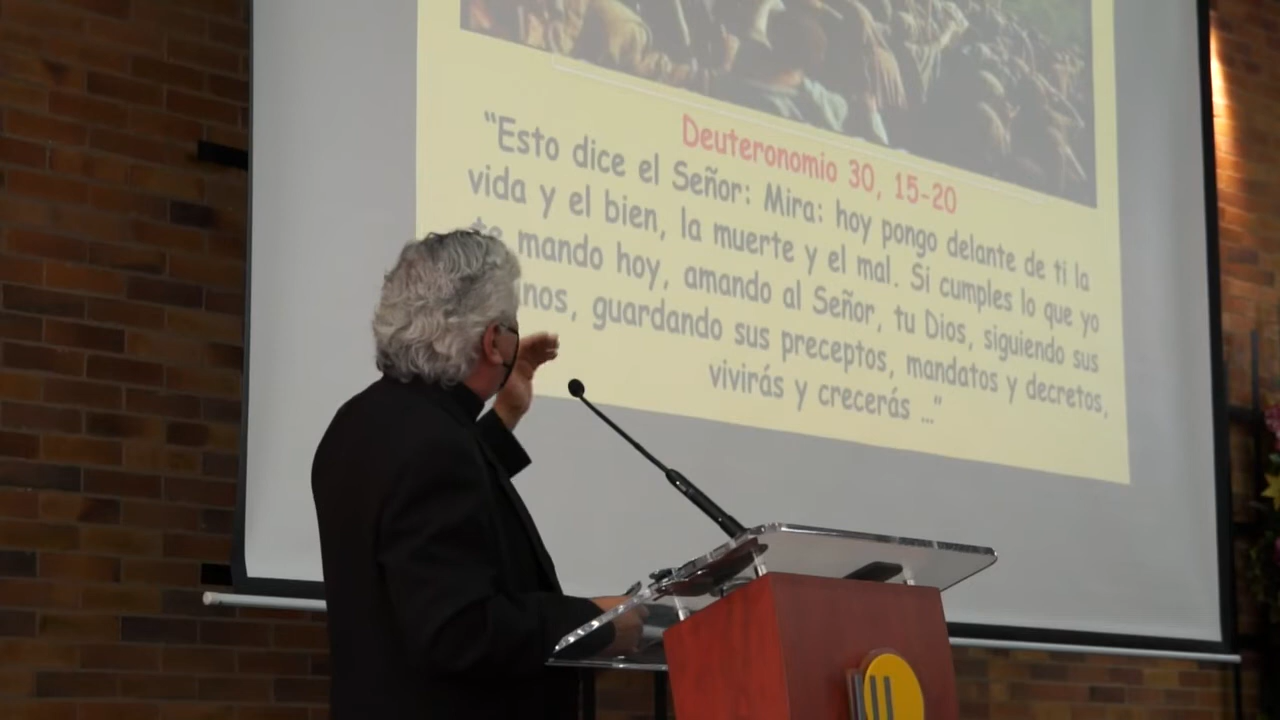 Deuteronomio 30, 15-20
“Esto dice el Señor: Mira: hoy pongo delante de ti la
vida y el bien, la muerte y el mal. Si cumples lo que yo
te mando hoy, amando al Señor, tu Dios, siguiendo sus
guardando sus preceptos, mandatos y decretos,
vivirás y crecerás ...”